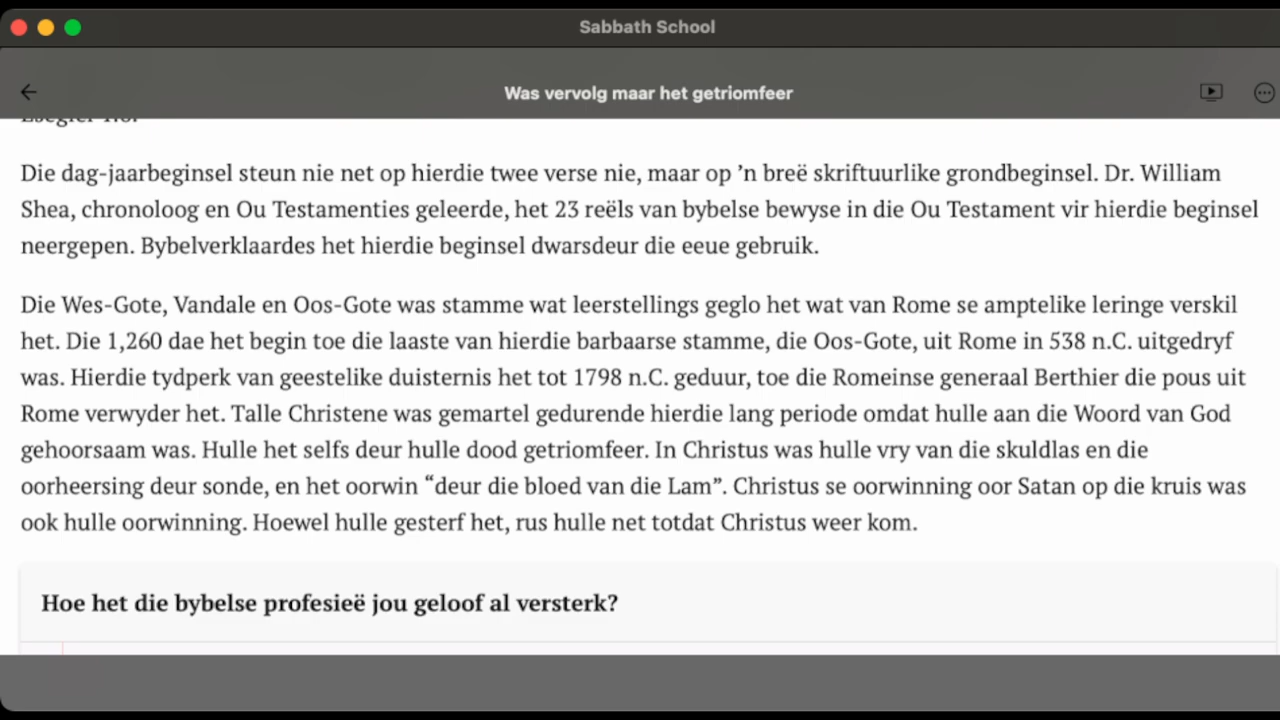 Sabbath School
Was vervolg maar het getriomfeer
Die dag-jaarbeginsel steun nie net op hierdie twee verse nie, maar op ’n breë skriftuurlike grondbeginsel. Dr. William
Shea, chronoloog en Ou Testamenties geleerde, het 23 reëls van bybelse bewyse in die Ou Testament vir hierdie beginsel
neergepen. Bybelverklaardes het hierdie beginsel dwarsdeur die eeue gebruik.
Die Wes-Gote, Vandale en Oos-Gote was stamme wat leerstellings geglo het wat van Rome se amptelike leringe verskil
het. Die 1,260 dae het begin toe die laaste van hierdie barbaarse stamme, die Oos-Gote, uit Rome in 538 n.C. uitgedryf
was. Hierdie tydperk van geestelike duisternis het tot 1798 n.C. geduur, toe die Romeinse generaal Berthier die pous uit
Rome verwyder het. Talle Christene was gemartel gedurende hierdie lang periode omdat hulle aan die Woord van God
gehoorsaam was. Hulle het selfs deur hulle dood getriomfeer. In Christus was hulle vry van die skuldlas en die
oorheersing deur sonde, en het oorwin “deur die bloed van die Lam”. Christus se oorwinning oor Satan op die kruis was
ook hulle oorwinning. Hoewel hulle gesterf het, rus hulle net totdat Christus weer kom.
Hoe het die bybelse profesieë jou geloof al versterk?